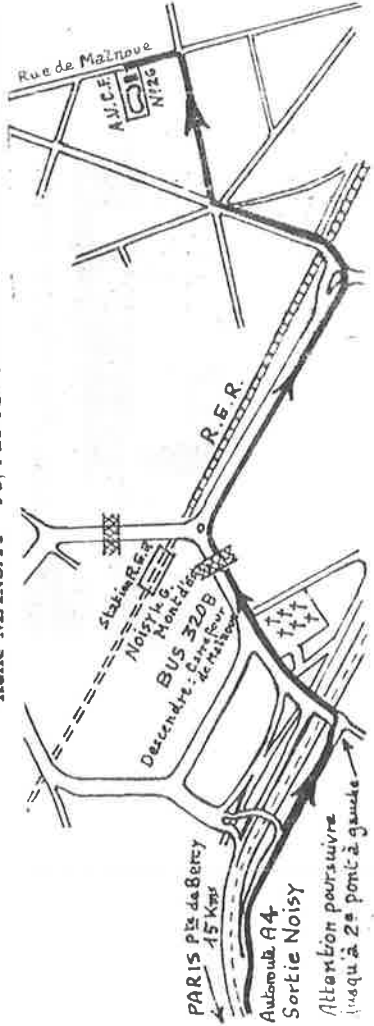 Rue de Malnoue
A.V.C.F.
N°26
R.E.R.
Station R.E.R.
Noisy le G.
Mont d'Est
BUS 320B
Descendre : Carrefour
de Malnoue
PARIS Pte de Bercy
15 Kms
Autoroute A4
Sortie Noisy
Attention poursuivre
jusqu'à 2e pont à gauche